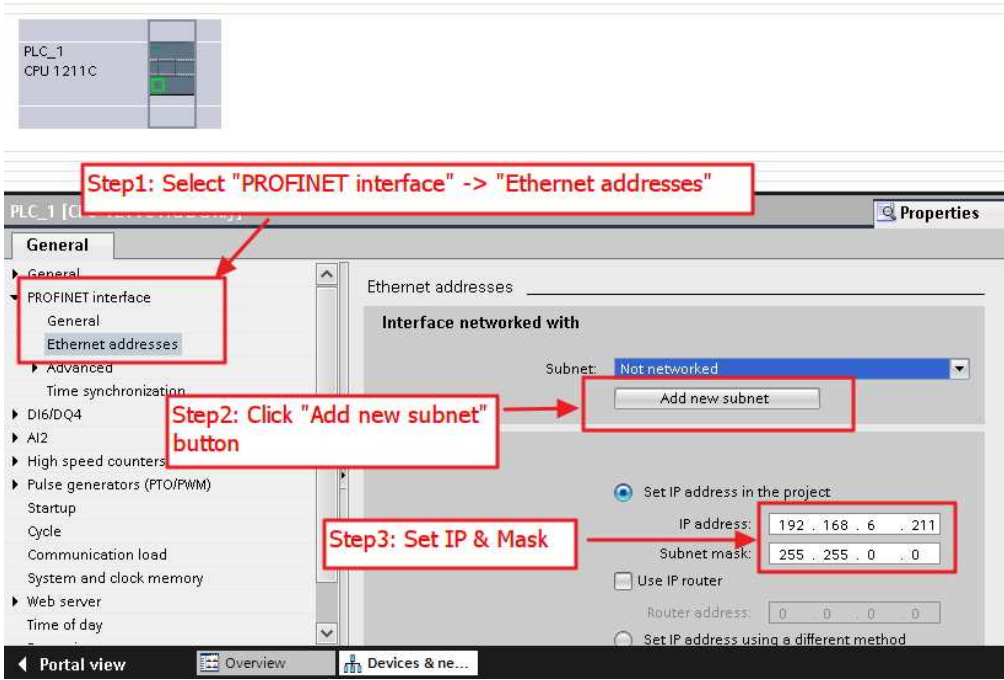 PLC_1
CPU 1211C
Step1: Select "PROFINET interface" -> "Ethernet addresses"
PLC_1
Properties
General
General
PROFINET interface
General
Ethernet addresses
Advanced
Time synchronization
DI6/DQ4
AI2
High speed counters
Pulse generators (PTO/PWM)
Startup
Cycle
Communication load
System and clock memory
Web server
Time of day
Ethernet addresses
Interface networked with
Subnet: Not networked
Add new subnet
Step2: Click "Add new subnet"
button
Set IP address in the project
IP address: 192 . 168 . 6 . 211
Step3: Set IP & Mask
Subnet mask: 255 . 255 . 0 . 0
Use IP router
Router address: 0 . 0 . 0 . 0
Set IP address using a different method
Portal view
Overview
Devices & ne...